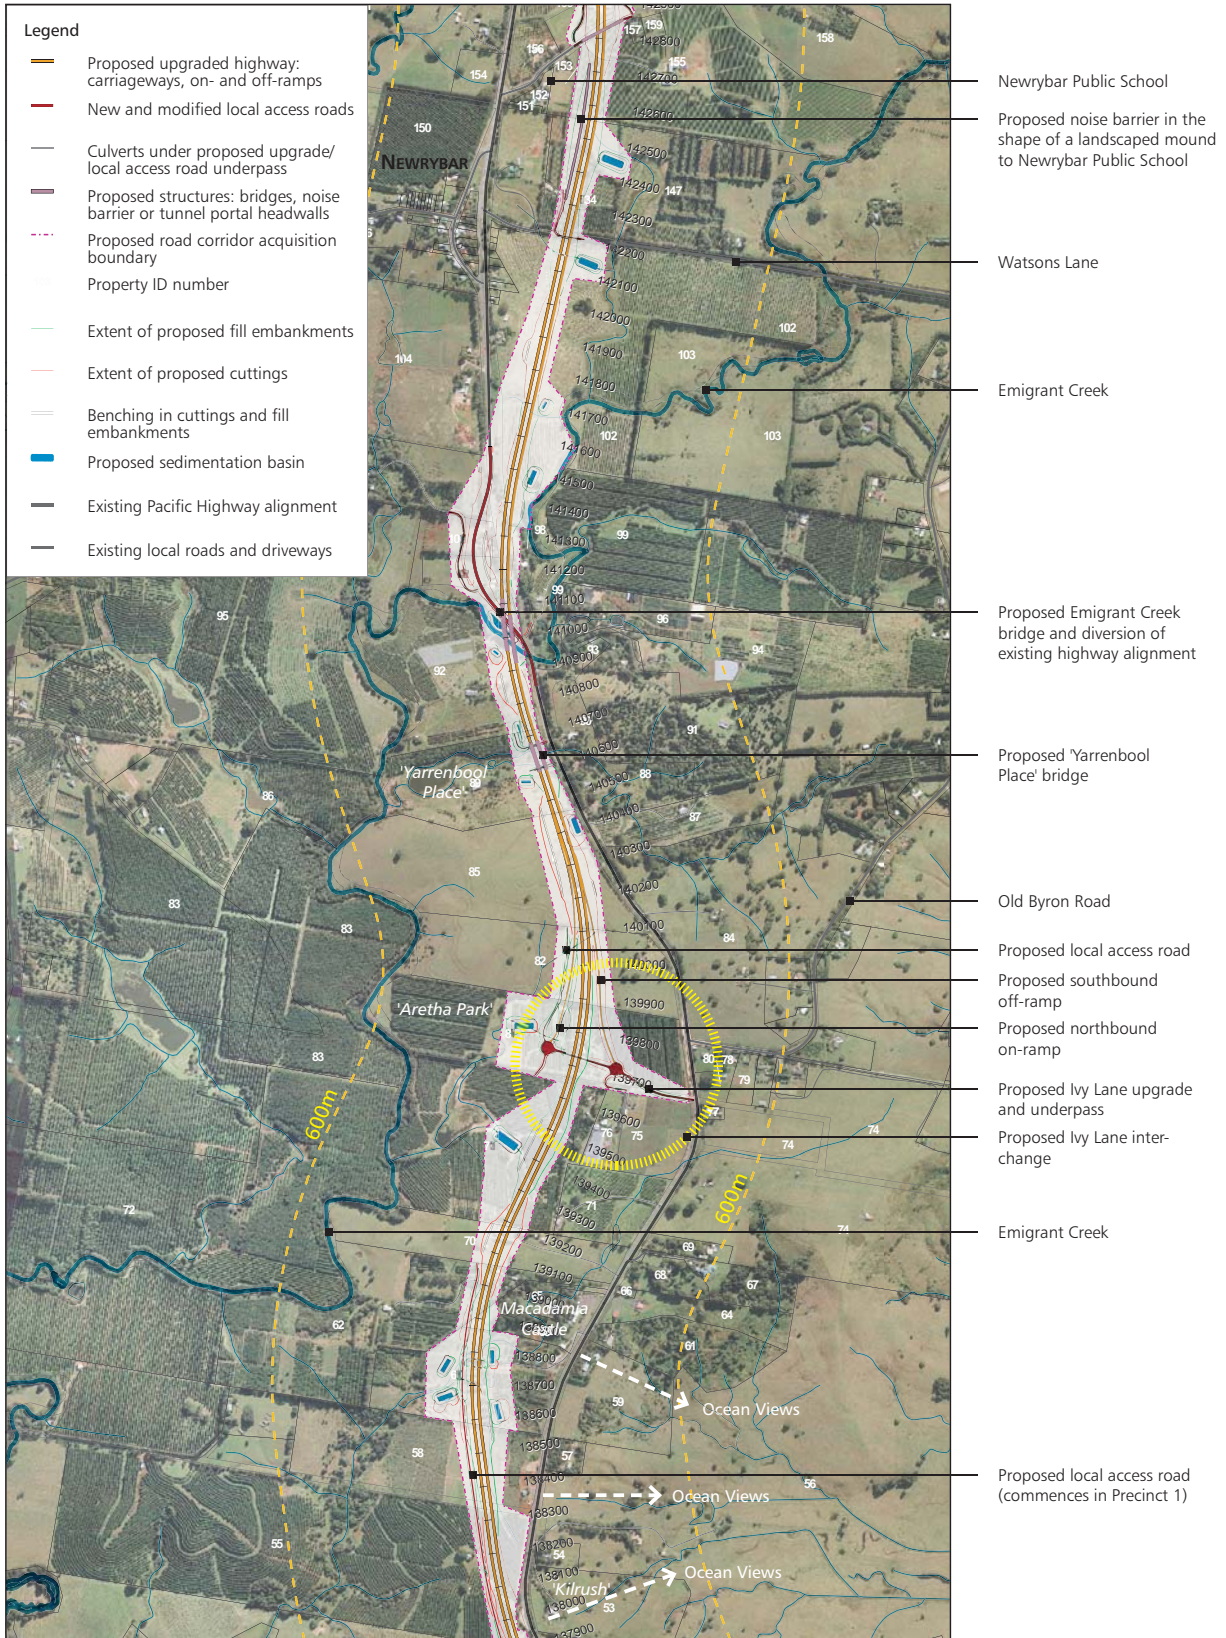 Legend
Proposed upgraded highway:
carriageways, on- and off-ramps
New and modified local access roads
Culverts under proposed upgrade/
local access road underpass
Proposed structures: bridges, noise
barrier or tunnel portal headwalls
Proposed road corridor acquisition
boundary
Property ID number
Extent of proposed fill embankments
Extent of proposed cuttings
Benching in cuttings and fill
embankments
Proposed sedimentation basin
Existing Pacific Highway alignment
Existing local roads and driveways
157
159
158
156
142800
155
154
153
142700
152
151
142600
150
NEWRYBAR
142500
142400
147
142300
142200
142100
142000
102
141900
103
104
141800
141700
102
103
141600
141500
141400
98
99
141300
141200
99
141100
95
96
141000
93
94
92
140900
140800
140700
91
140600
'Yarrenbool
Place'
89
88
140500
86
140400
87
140300
85
140200
83
83
140100
84
82
139900
'Aretha Park'
139800
83
80
78
79
139700
77
139600
76
75
74
74
139500
600m
600m
139400
71
72
139300
74
70
139200
69
139100
68
67
65
66
139000
Macadamia
Castle
64
62
61
138800
138700
59
Ocean Views
138600
138500
58
57
138400
56
Ocean Views
138300
138200
55
54
138100
Ocean Views
'Kilrush'
138000
53
137900
Newrybar Public School
Proposed noise barrier in the
shape of a landscaped mound
to Newrybar Public School
Watsons Lane
Emigrant Creek
Proposed Emigrant Creek
bridge and diversion of
existing highway alignment
Proposed 'Yarrenbool
Place' bridge
Old Byron Road
Proposed local access road
Proposed southbound
off-ramp
Proposed northbound
on-ramp
Proposed Ivy Lane upgrade
and underpass
Proposed Ivy Lane inter-
change
Emigrant Creek
Proposed local access road
(commences in Precinct 1)